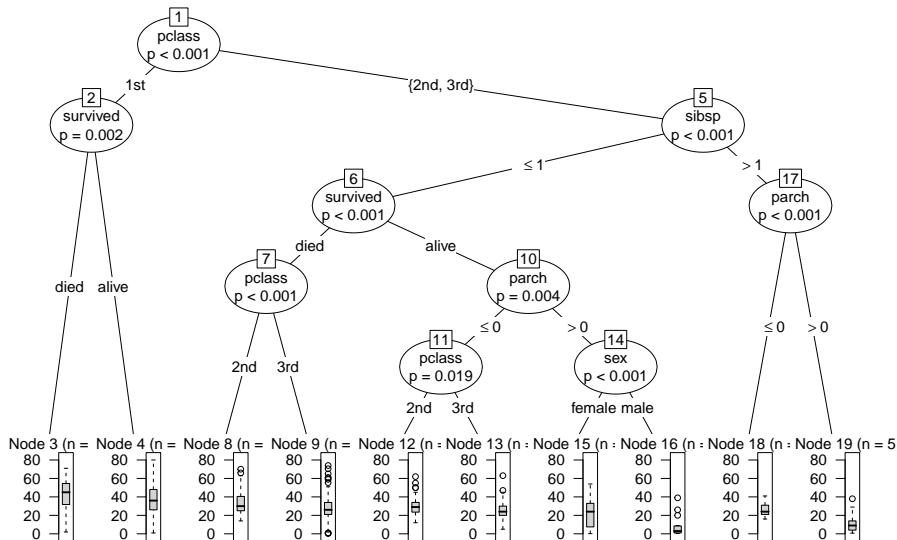 1
pclass
p < 0.001
1st
{2nd, 3rd}
2
survived
p = 0.002
5
sibsp
p < 0.001
≤ 1
> 1
6
survived
p < 0.001
17
parch
p < 0.001
died
alive
7
pclass
p < 0.001
10
parch
p = 0.004
died
alive
≤ 0
> 0
≤ 0
> 0
11
pclass
p = 0.019
14
sex
p < 0.001
2nd
3rd
2nd
3rd
female
male
Node 3 (n =
Node 4 (n =
Node 8 (n =
Node 9 (n =
Node 12 (n :
Node 13 (n :
Node 15 (n :
Node 16 (n :
Node 18 (n :
Node 19 (n = 5
80 80 80 80 80 80 80 80 80 80
60 60 60 60 60 60 60 60 60 60
40 40 40 40 40 40 40 40 40 40
20 20 20 20 20 20 20 20 20 20
0 0 0 0 0 0 0 0 0 0